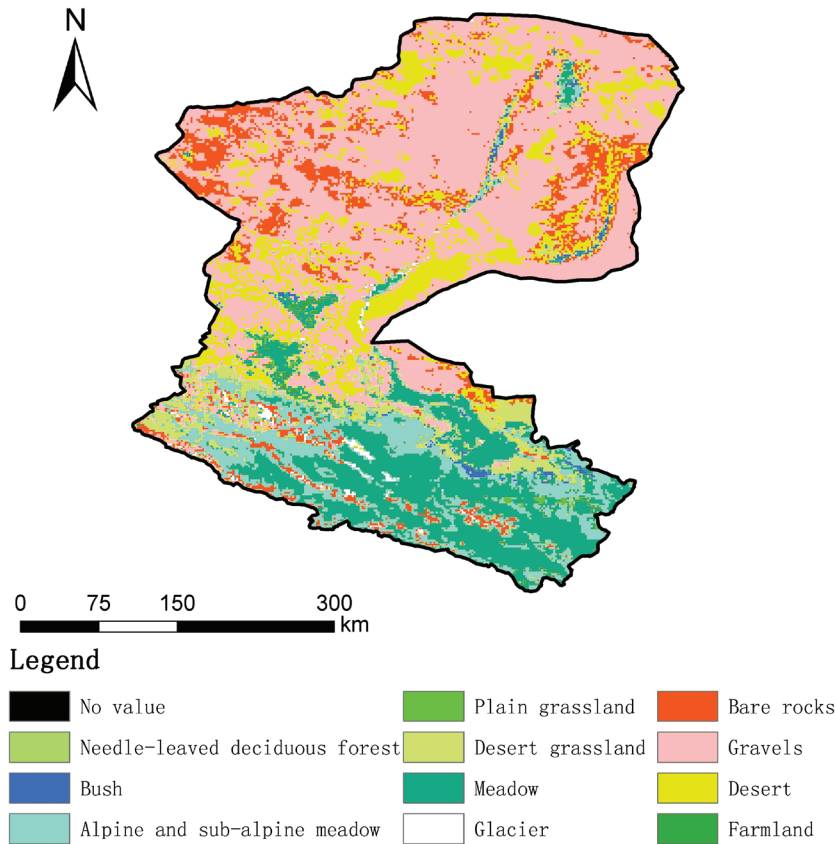 N
0 75 150 300
km
Legend
No value
Plain grassland
Bare rocks
Needle-leaved deciduous forest
Desert grassland
Gravels
Bush
Meadow
Desert
Alpine and sub-alpine meadow
Glacier
Farmland